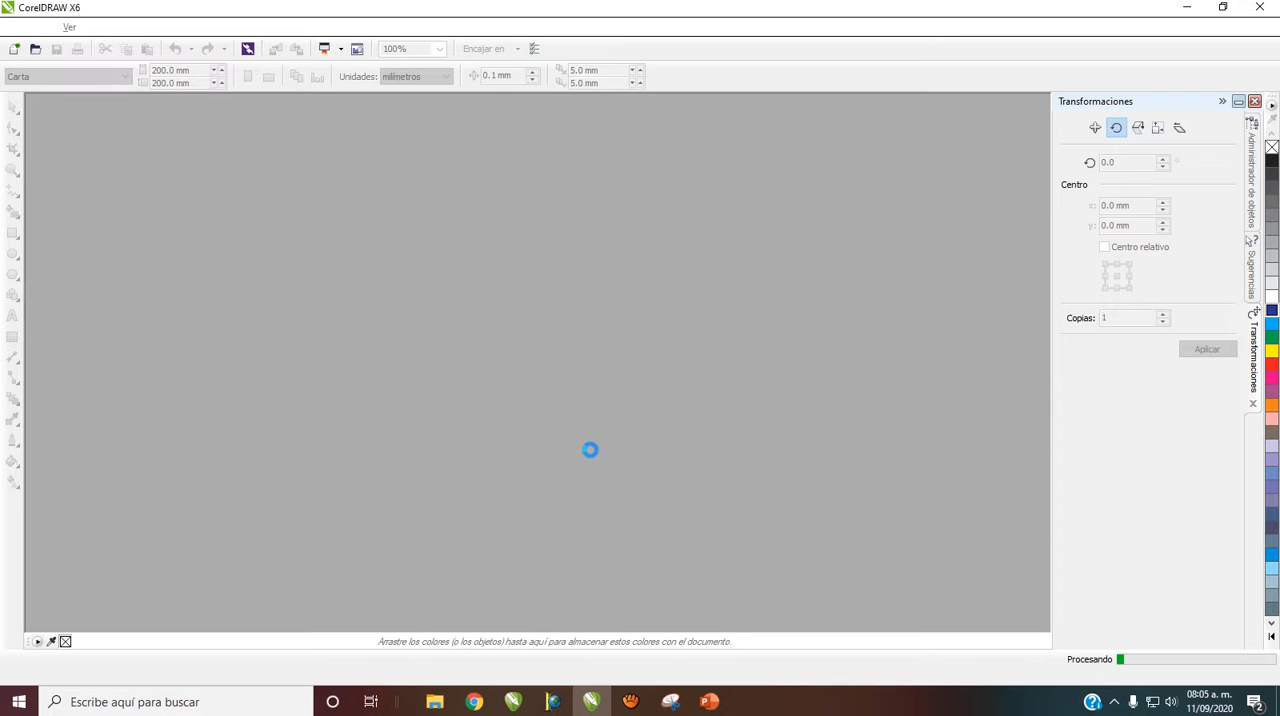 CorelDRAW X6
Ver
100%
Encajar en
Carta
200.0 mm
200.0 mm
Unidades:
milímetros
0.1 mm
5.0 mm
5.0 mm
Transformaciones
0.0
°
Centro
x:
0.0 mm
y:
0.0 mm
Centro relativo
Copias:
1
Aplicar
Administrador de objetos
Sugerencias
Transformaciones
Arrastre los colores (o los objetos) hasta aquí para almacenar estos colores con el documento.
Procesando
Escribe aquí para buscar
08:05 a. m.
11/09/2020
2